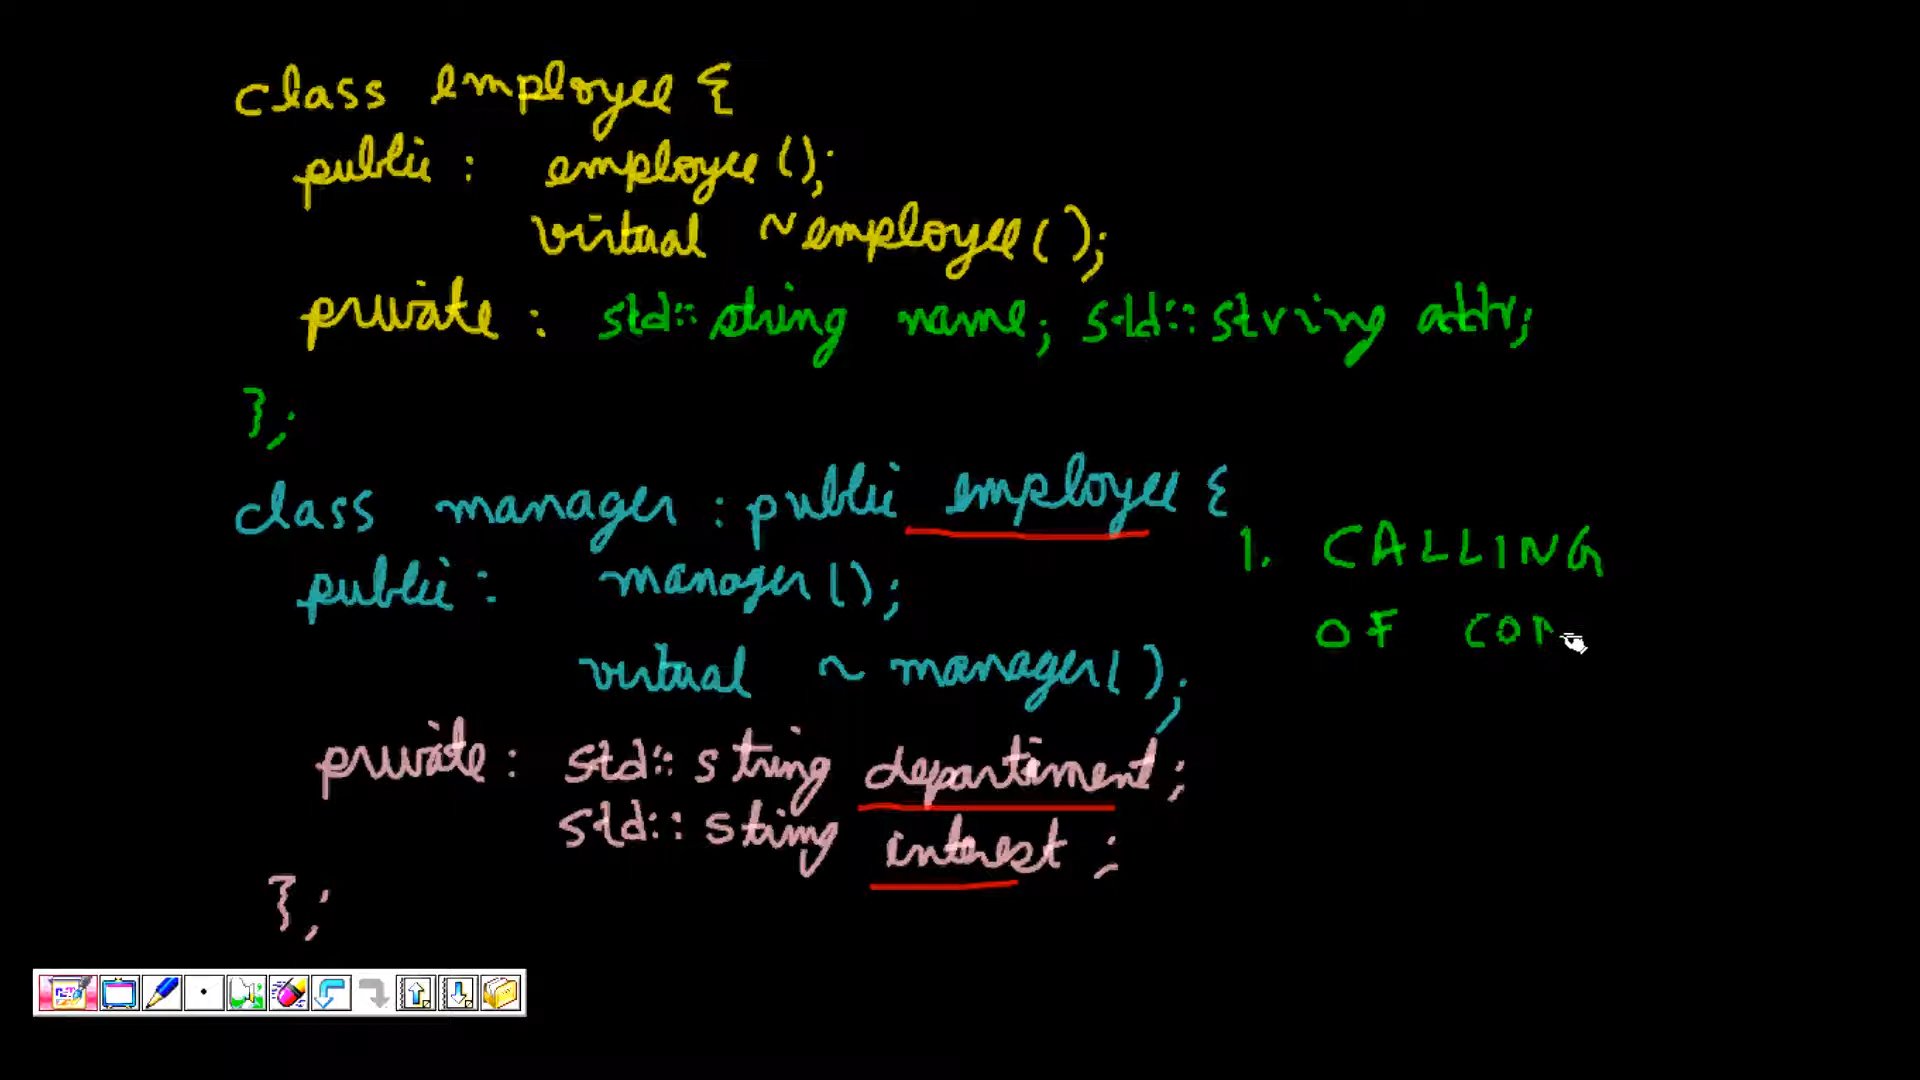 class employee {
public : employee ();
virtual ~employee();
private : std::string name; std::string addr;
};
class manager : public employee {
public : manager();
virtual ~ manager();
private: std::string department;
std::string interest ;
};
1. CALLING
OF CON